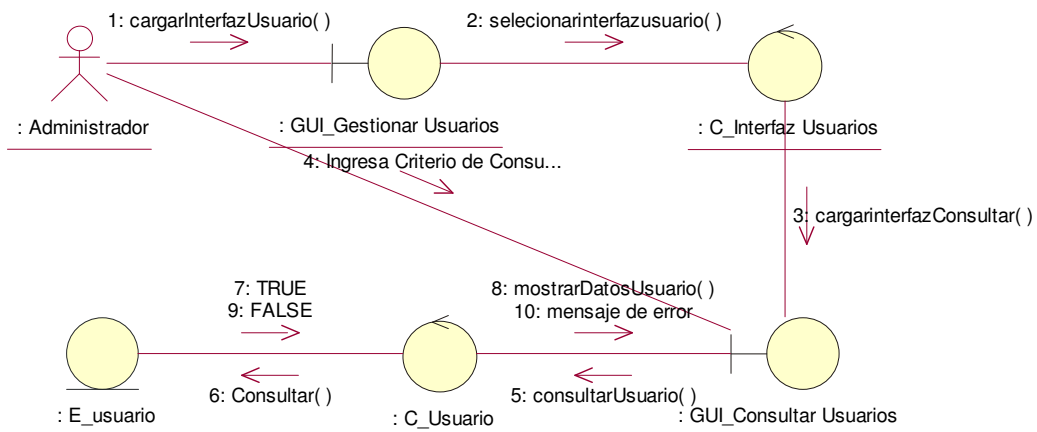 1: cargarInterfazUsuario( )
2: selecionarinterfazusuario( )
: Administrador
: GUI_Gestionar Usuarios
: C_Interfaz Usuarios
4: Ingresa Criterio de Consu...
3: cargarinterfazConsultar( )
7: TRUE
9: FALSE
8: mostrarDatosUsuario( )
10: mensaje de error
6: Consultar( )
5: consultarUsuario( )
: E_usuario
: C_Usuario
: GUI_Consultar Usuarios